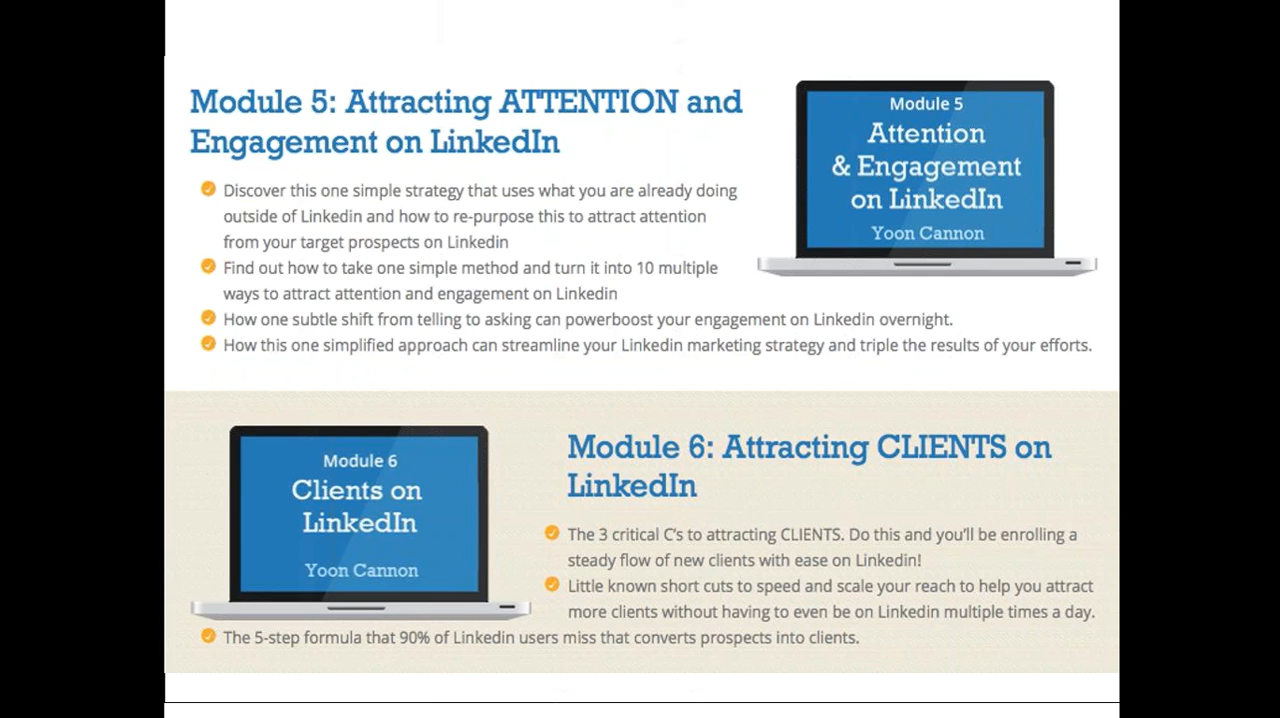 Module 5: Attracting ATTENTION and
Engagement on LinkedIn
Discover this one simple strategy that uses what you are already doing
outside of Linkedin and how to re-purpose this to attract attention
from your target prospects on Linkedin
Find out how to take one simple method and turn it into 10 multiple
ways to attract attention and engagement on Linkedin
How one subtle shift from telling to asking can powerboost your engagement on Linkedin overnight.
How this one simplified approach can streamline your Linkedin marketing strategy and triple the results of your efforts.
Module 5
Attention
& Engagement
on LinkedIn
Yoon Cannon
Module 6
Clients on
LinkedIn
Yoon Cannon
Module 6: Attracting CLIENTS on
LinkedIn
The 3 critical C's to attracting CLIENTS. Do this and you'll be enrolling a
steady flow of new clients with ease on Linkedin!
Little known short cuts to speed and scale your reach to help you attract
more clients without having to even be on Linkedin multiple times a day.
The 5-step formula that 90% of Linkedin users miss that converts prospects into clients.